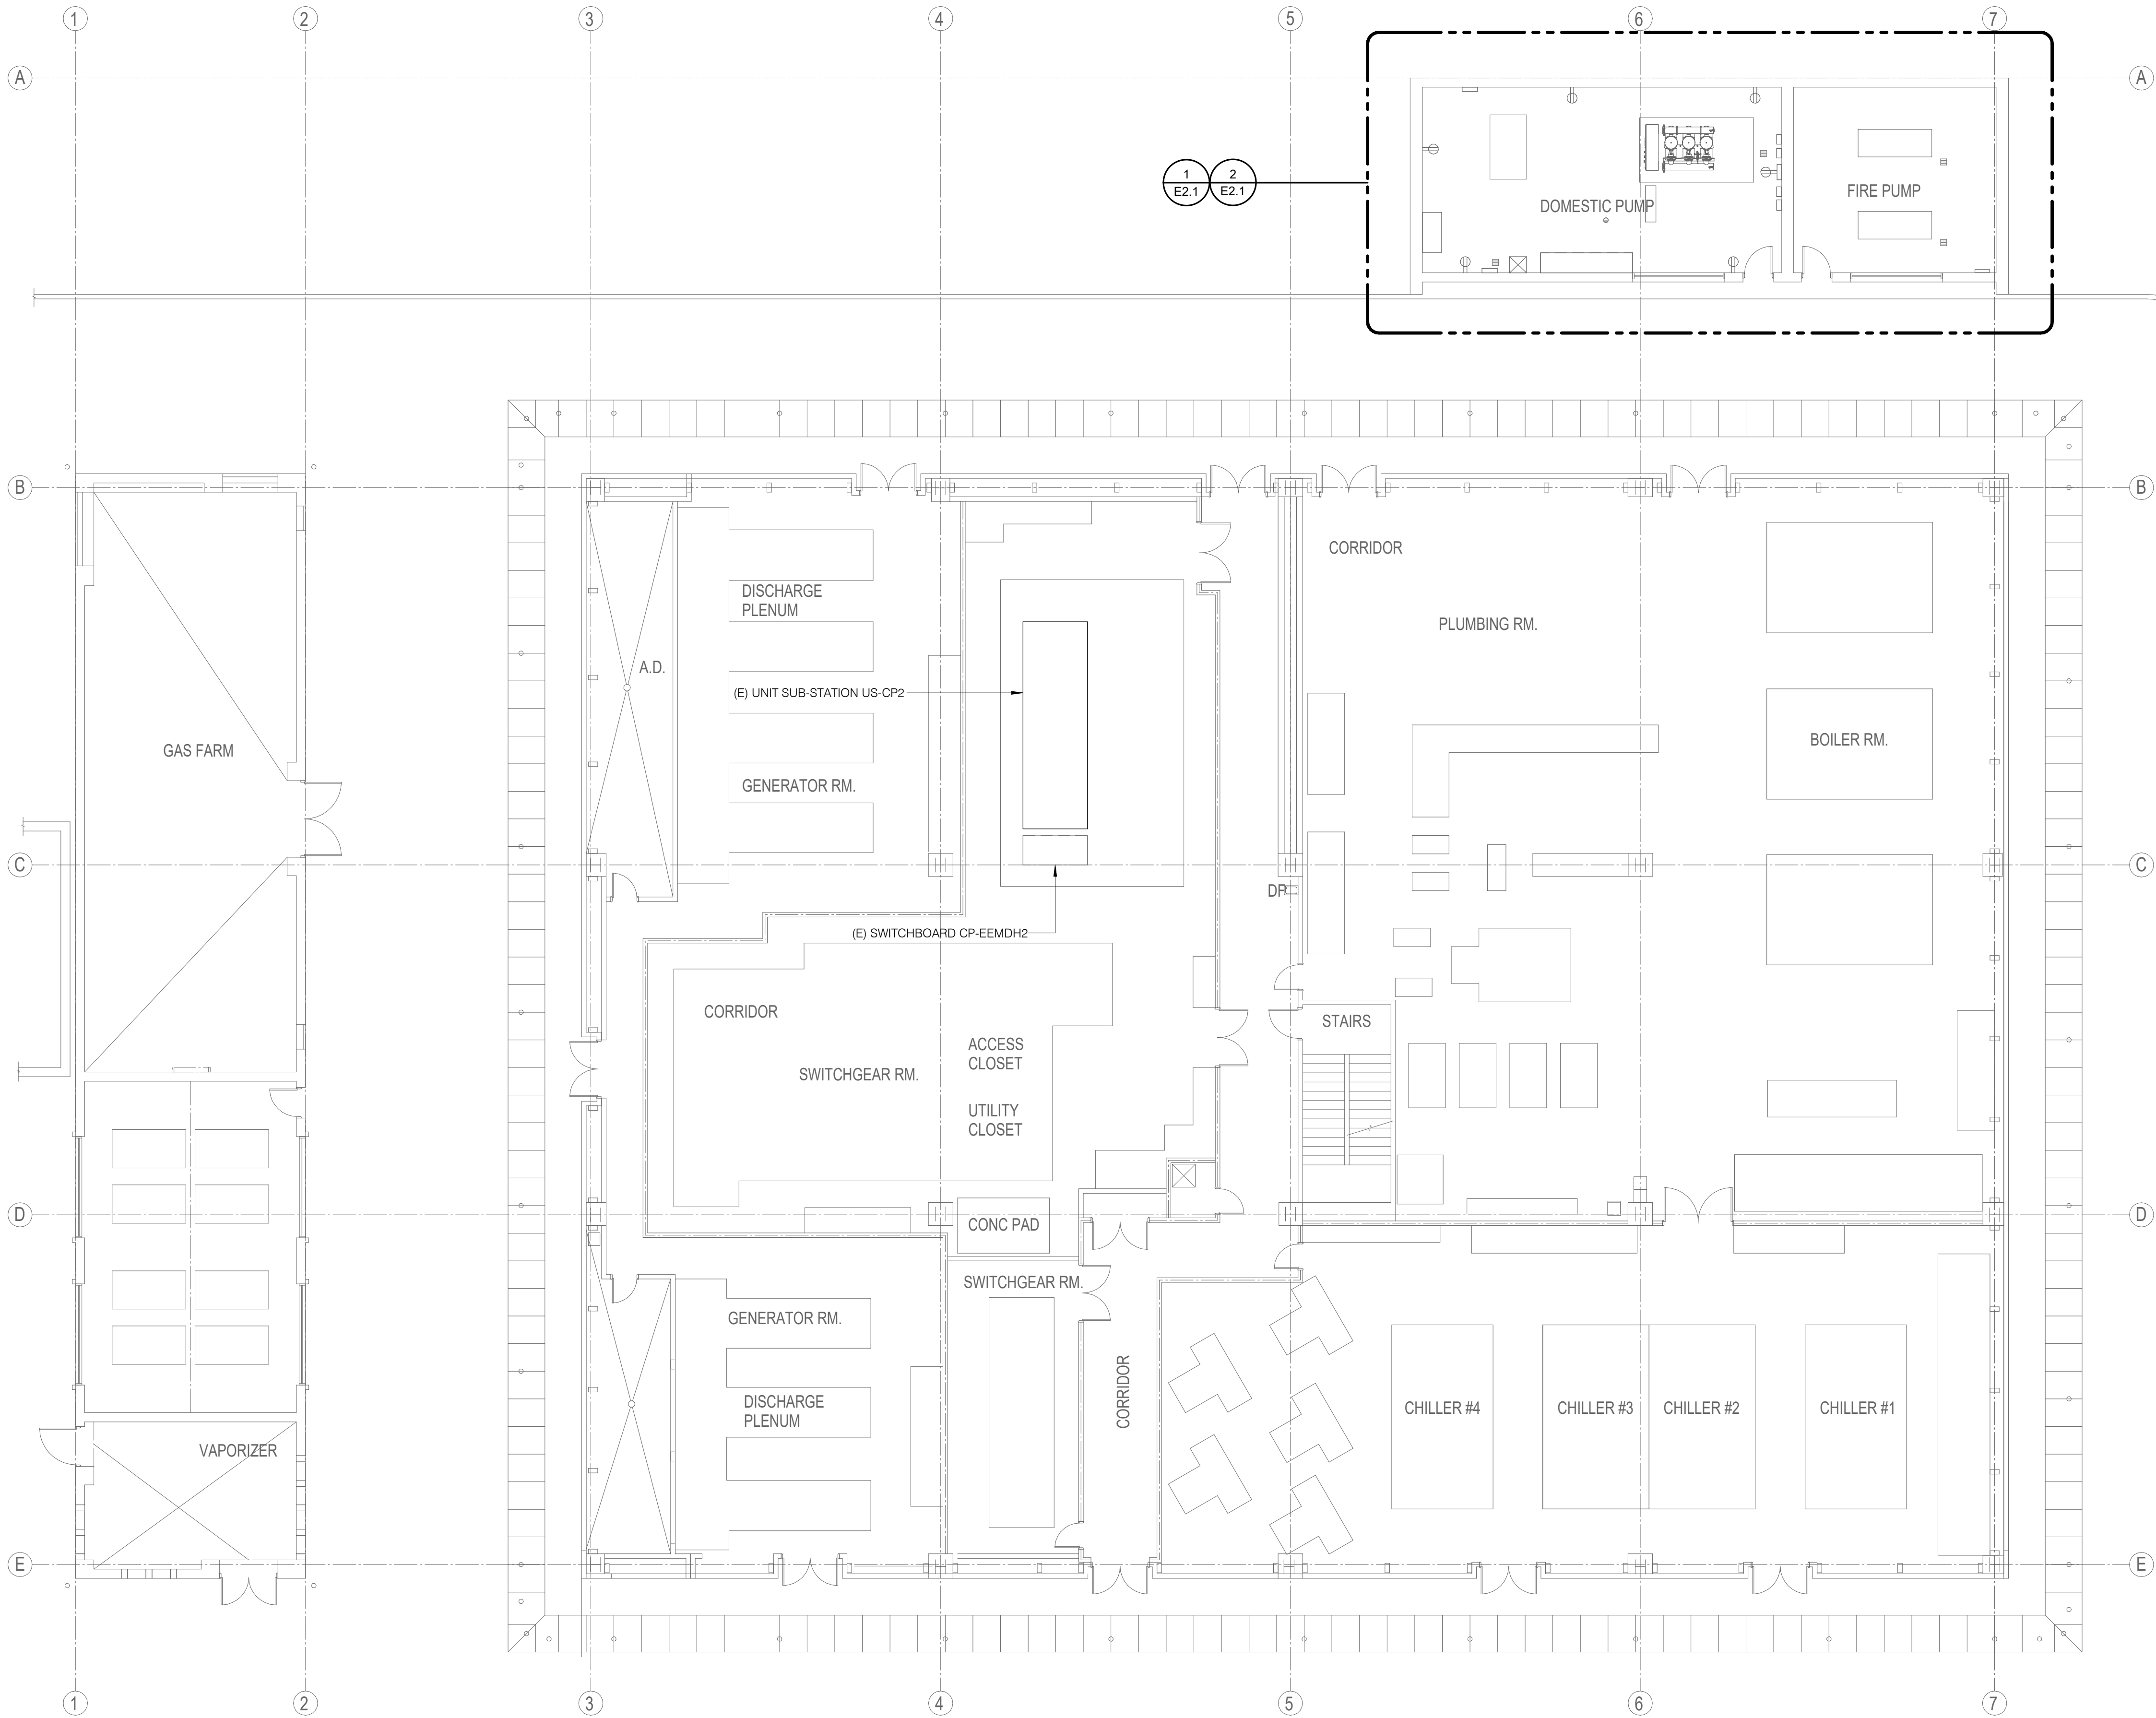 1 2 3 4 5 6 7
A A
1 2
E2.1 E2.1
DOMESTIC PUMP
FIRE PUMP
B B
CORRIDOR
DISCHARGE
PLENUM
PLUMBING RM.
A.D.
(E) UNIT SUB-STATION US-CP2
GAS FARM
BOILER RM.
GENERATOR RM.
C C
DF
(E) SWITCHBOARD CP-EEMDH2
CORRIDOR
STAIRS
ACCESS
CLOSET
SWITCHGEAR RM.
UTILITY
CLOSET
D D
CONC PAD
SWITCHGEAR RM.
GENERATOR RM.
CORRIDOR
DISCHARGE
PLENUM
CHILLER #4
CHILLER #3
CHILLER #2
CHILLER #1
VAPORIZER
E E
1 2 3 4 5 6 7